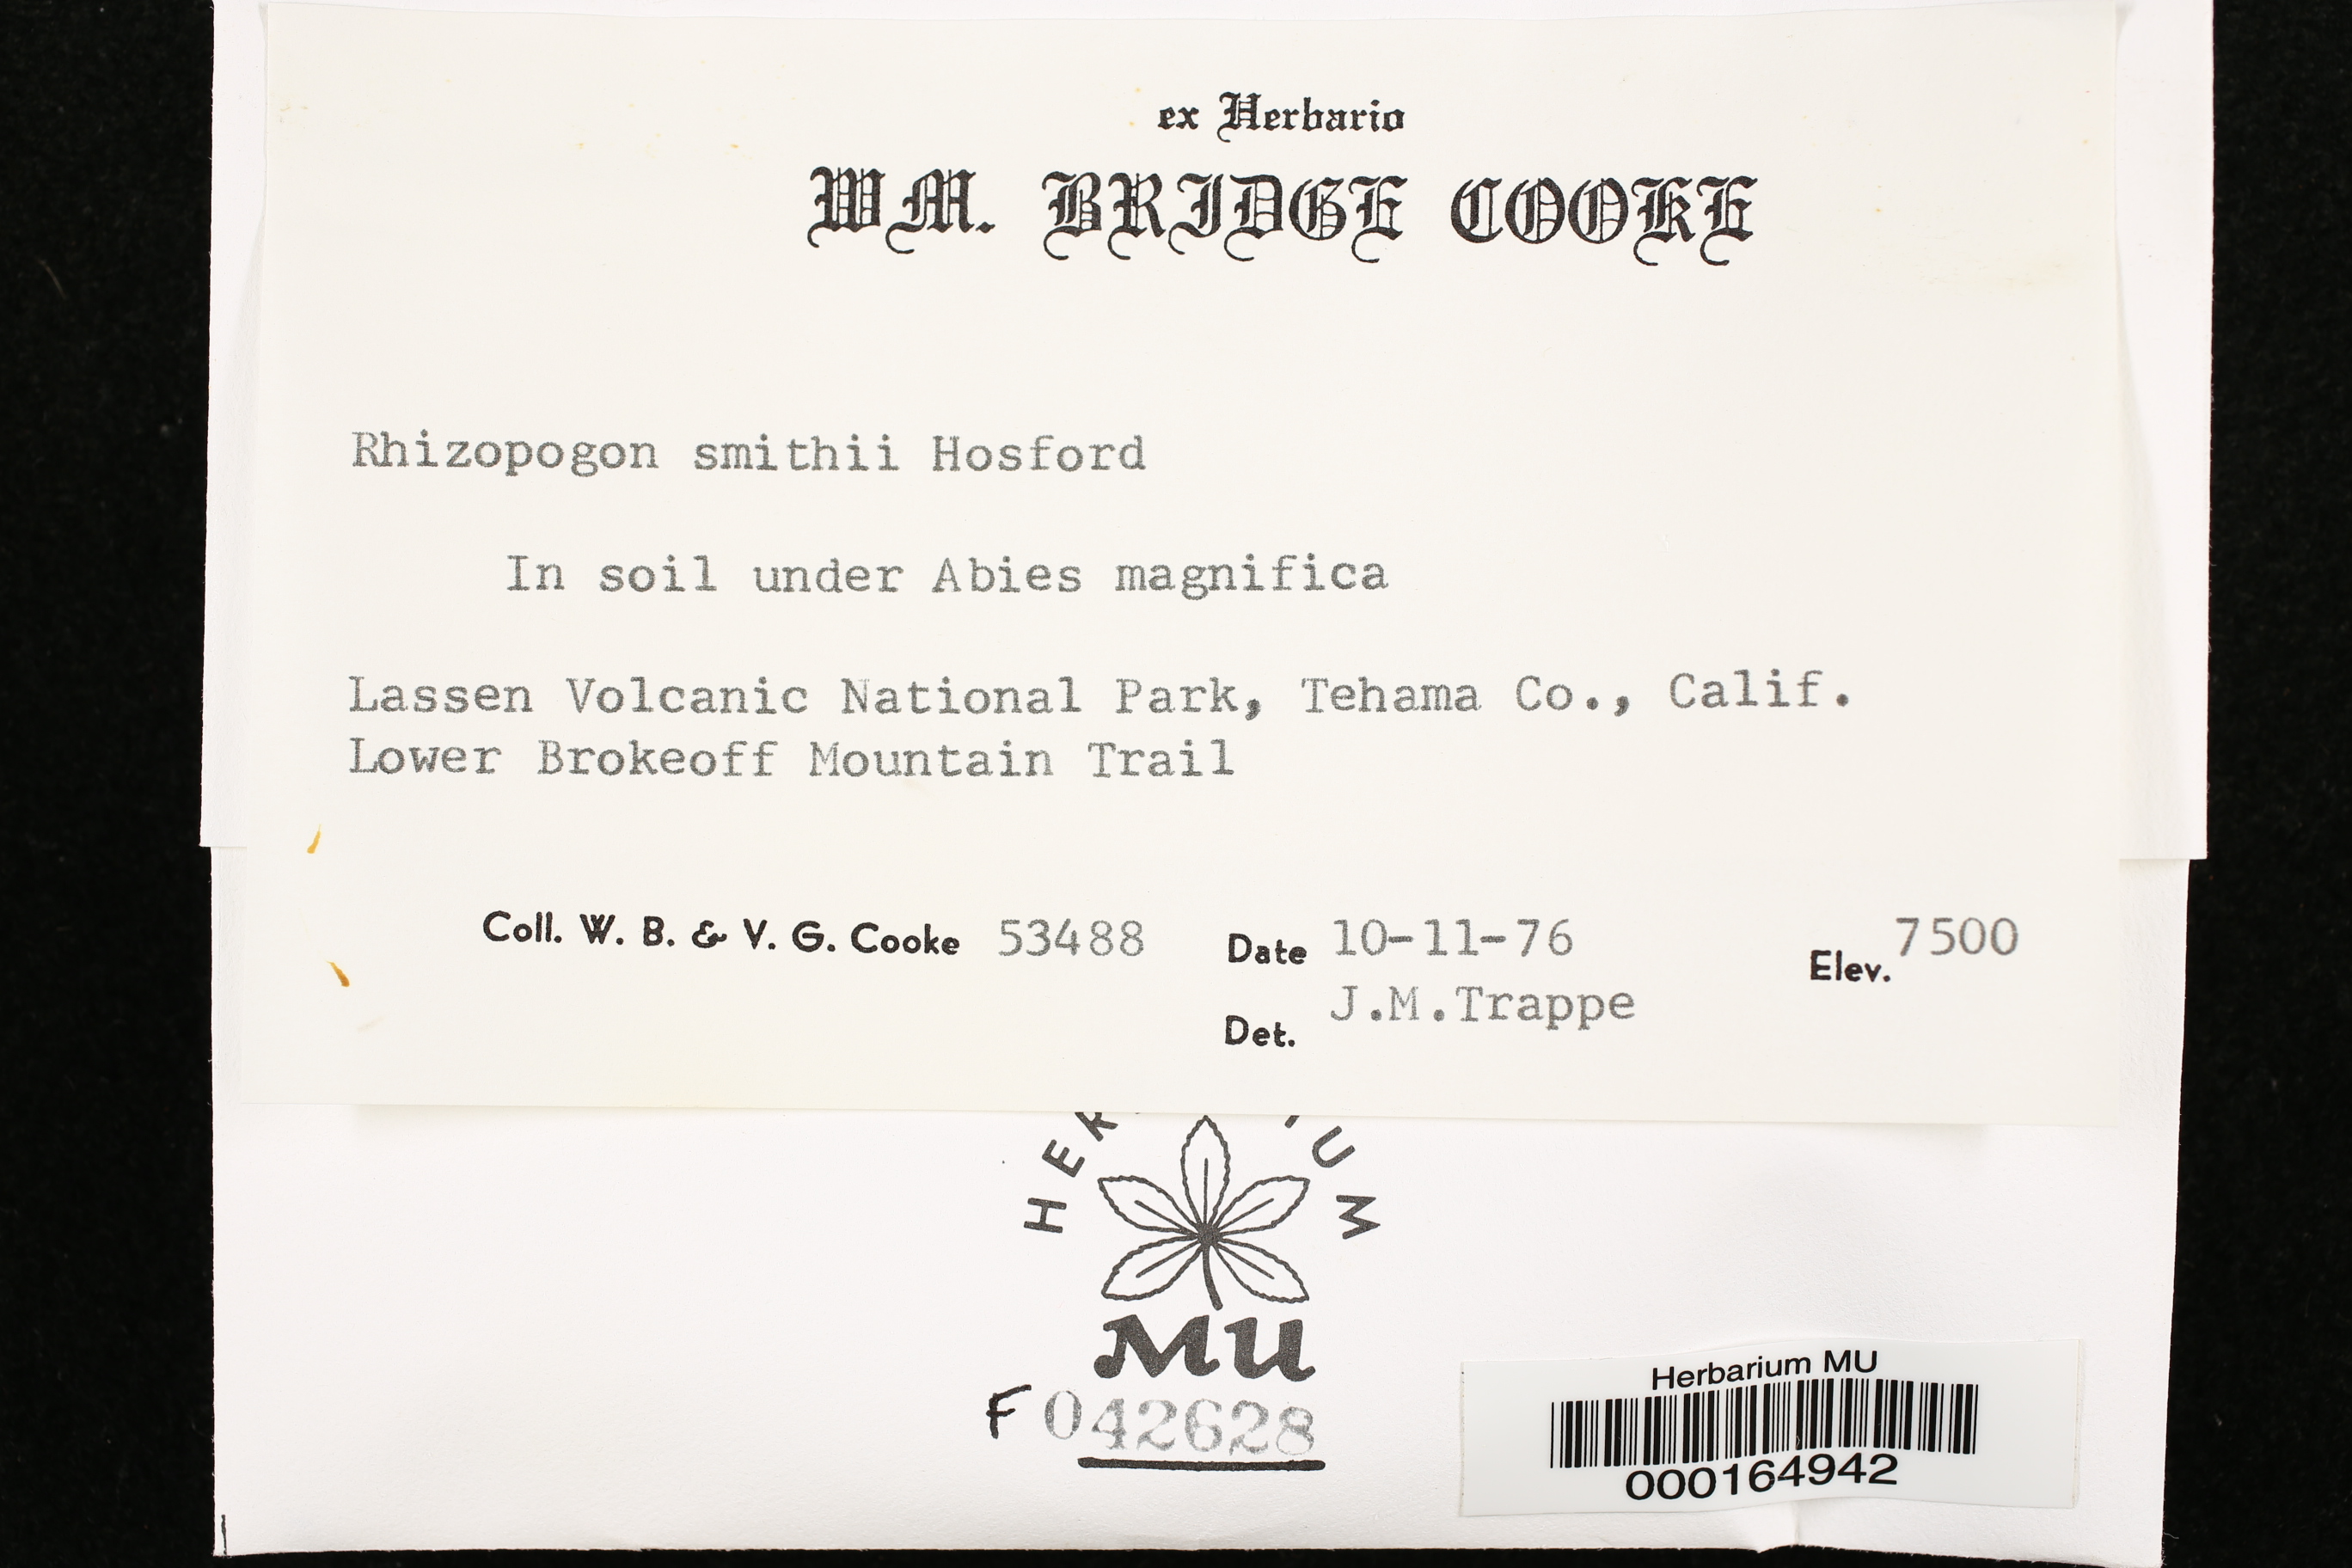 ex Herbario
WM. BRIDGE COOKE
Rhizopogon smithii Hosford
In soil under Abies magnifica
Lassen Volcanic National Park, Tehama Co., Calif.
Lower Brokeoff Mountain Trail
Coll. W. B. & V. G. Cooke 53488 Date 10-11-76 Elev. 7500
Det. J.M.Trappe
MU
F 042628
Herbarium MU
000164942